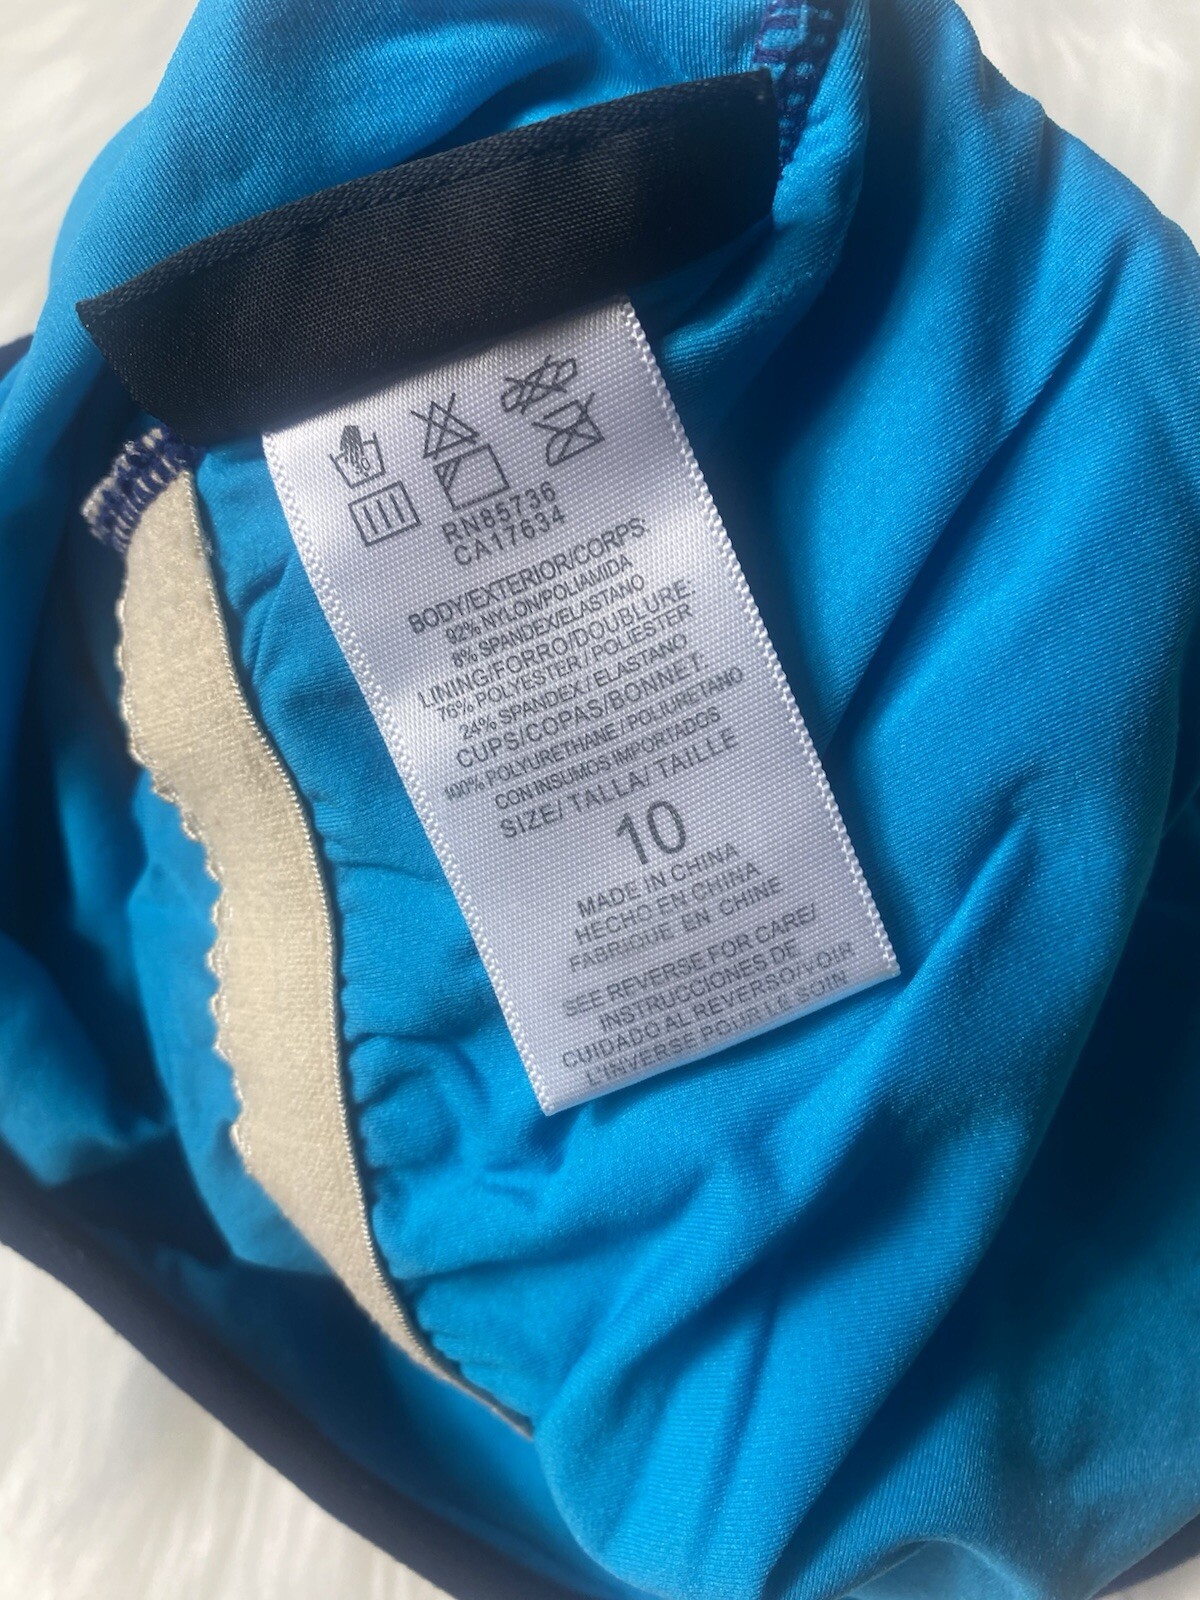 30
RN85736
CA17634
BODY/EXTERIOR/CORPS:
92% NYLON/POLIAMIDA
8% SPANDEX/ELASTANO
LINING/FORRO/DOUBLURE:
76% POLYESTER / POLIESTER
24% SPANDEX / ELASTANO
CUPS/COPAS/BONNET:
100% POLYURETHANE / POLIURETANO
CON INSUMOS IMPORTADOS
SIZE/ TALLA/ TAILLE
10
MADE IN CHINA
HECHO EN CHINA
FABRIQUE EN CHINE
SEE REVERSE FOR CARE/
INSTRUCCIONES DE
CUIDADO AL REVERSO/VOIR
L'INVERSE POUR LE SOIN